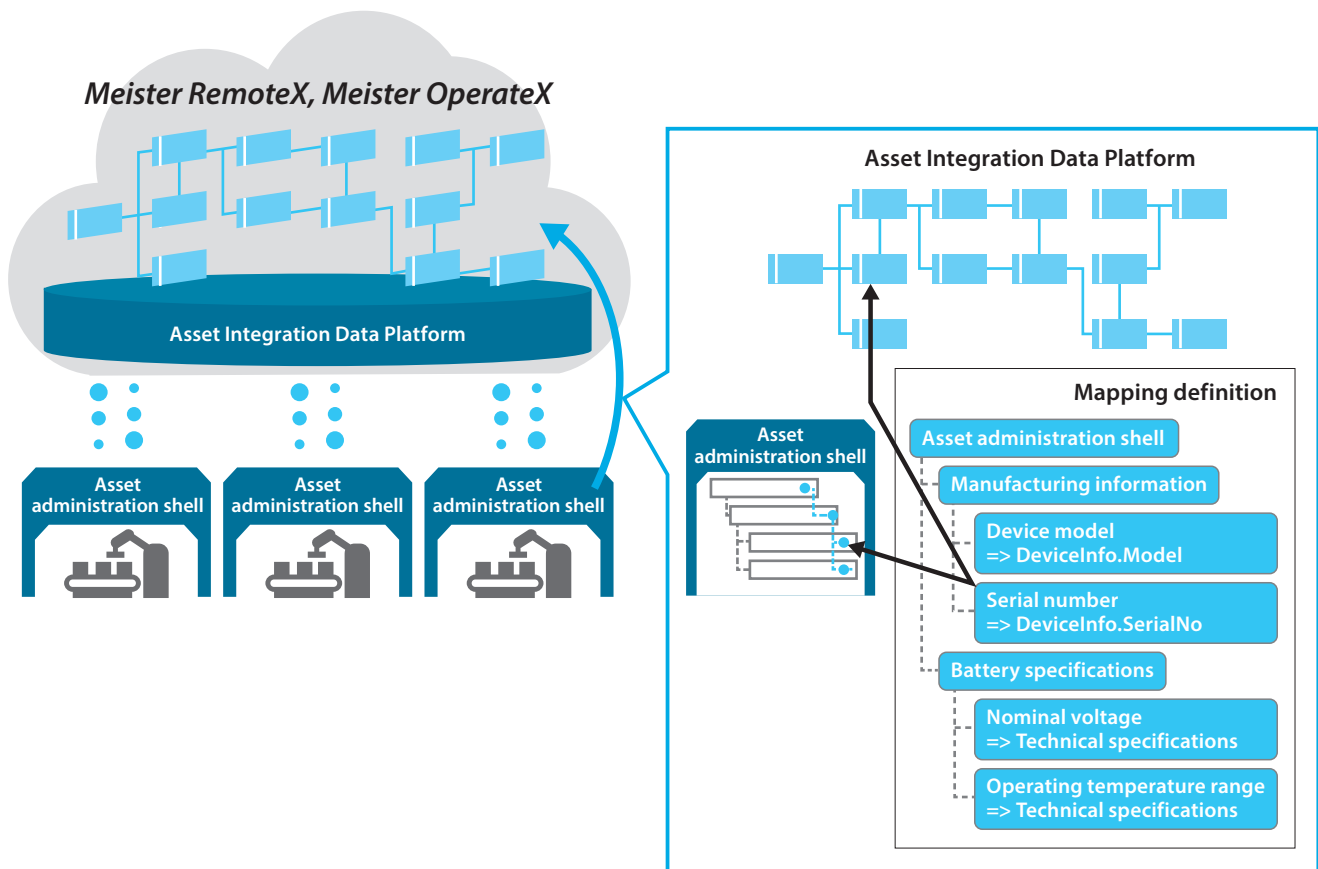 Meister RemoteX, Meister OperateX
Asset Integration Data Platform
Asset
administration shell
Asset
administration shell
Asset
administration shell
Asset Integration Data Platform
Asset
administration shell
Mapping definition
Asset administration shell
Manufacturing information
Device model
=> DeviceInfo.Model
Serial number
=> DeviceInfo.SerialNo
Battery specifications
Nominal voltage
=> Technical specifications
Operating temperature range
=> Technical specifications